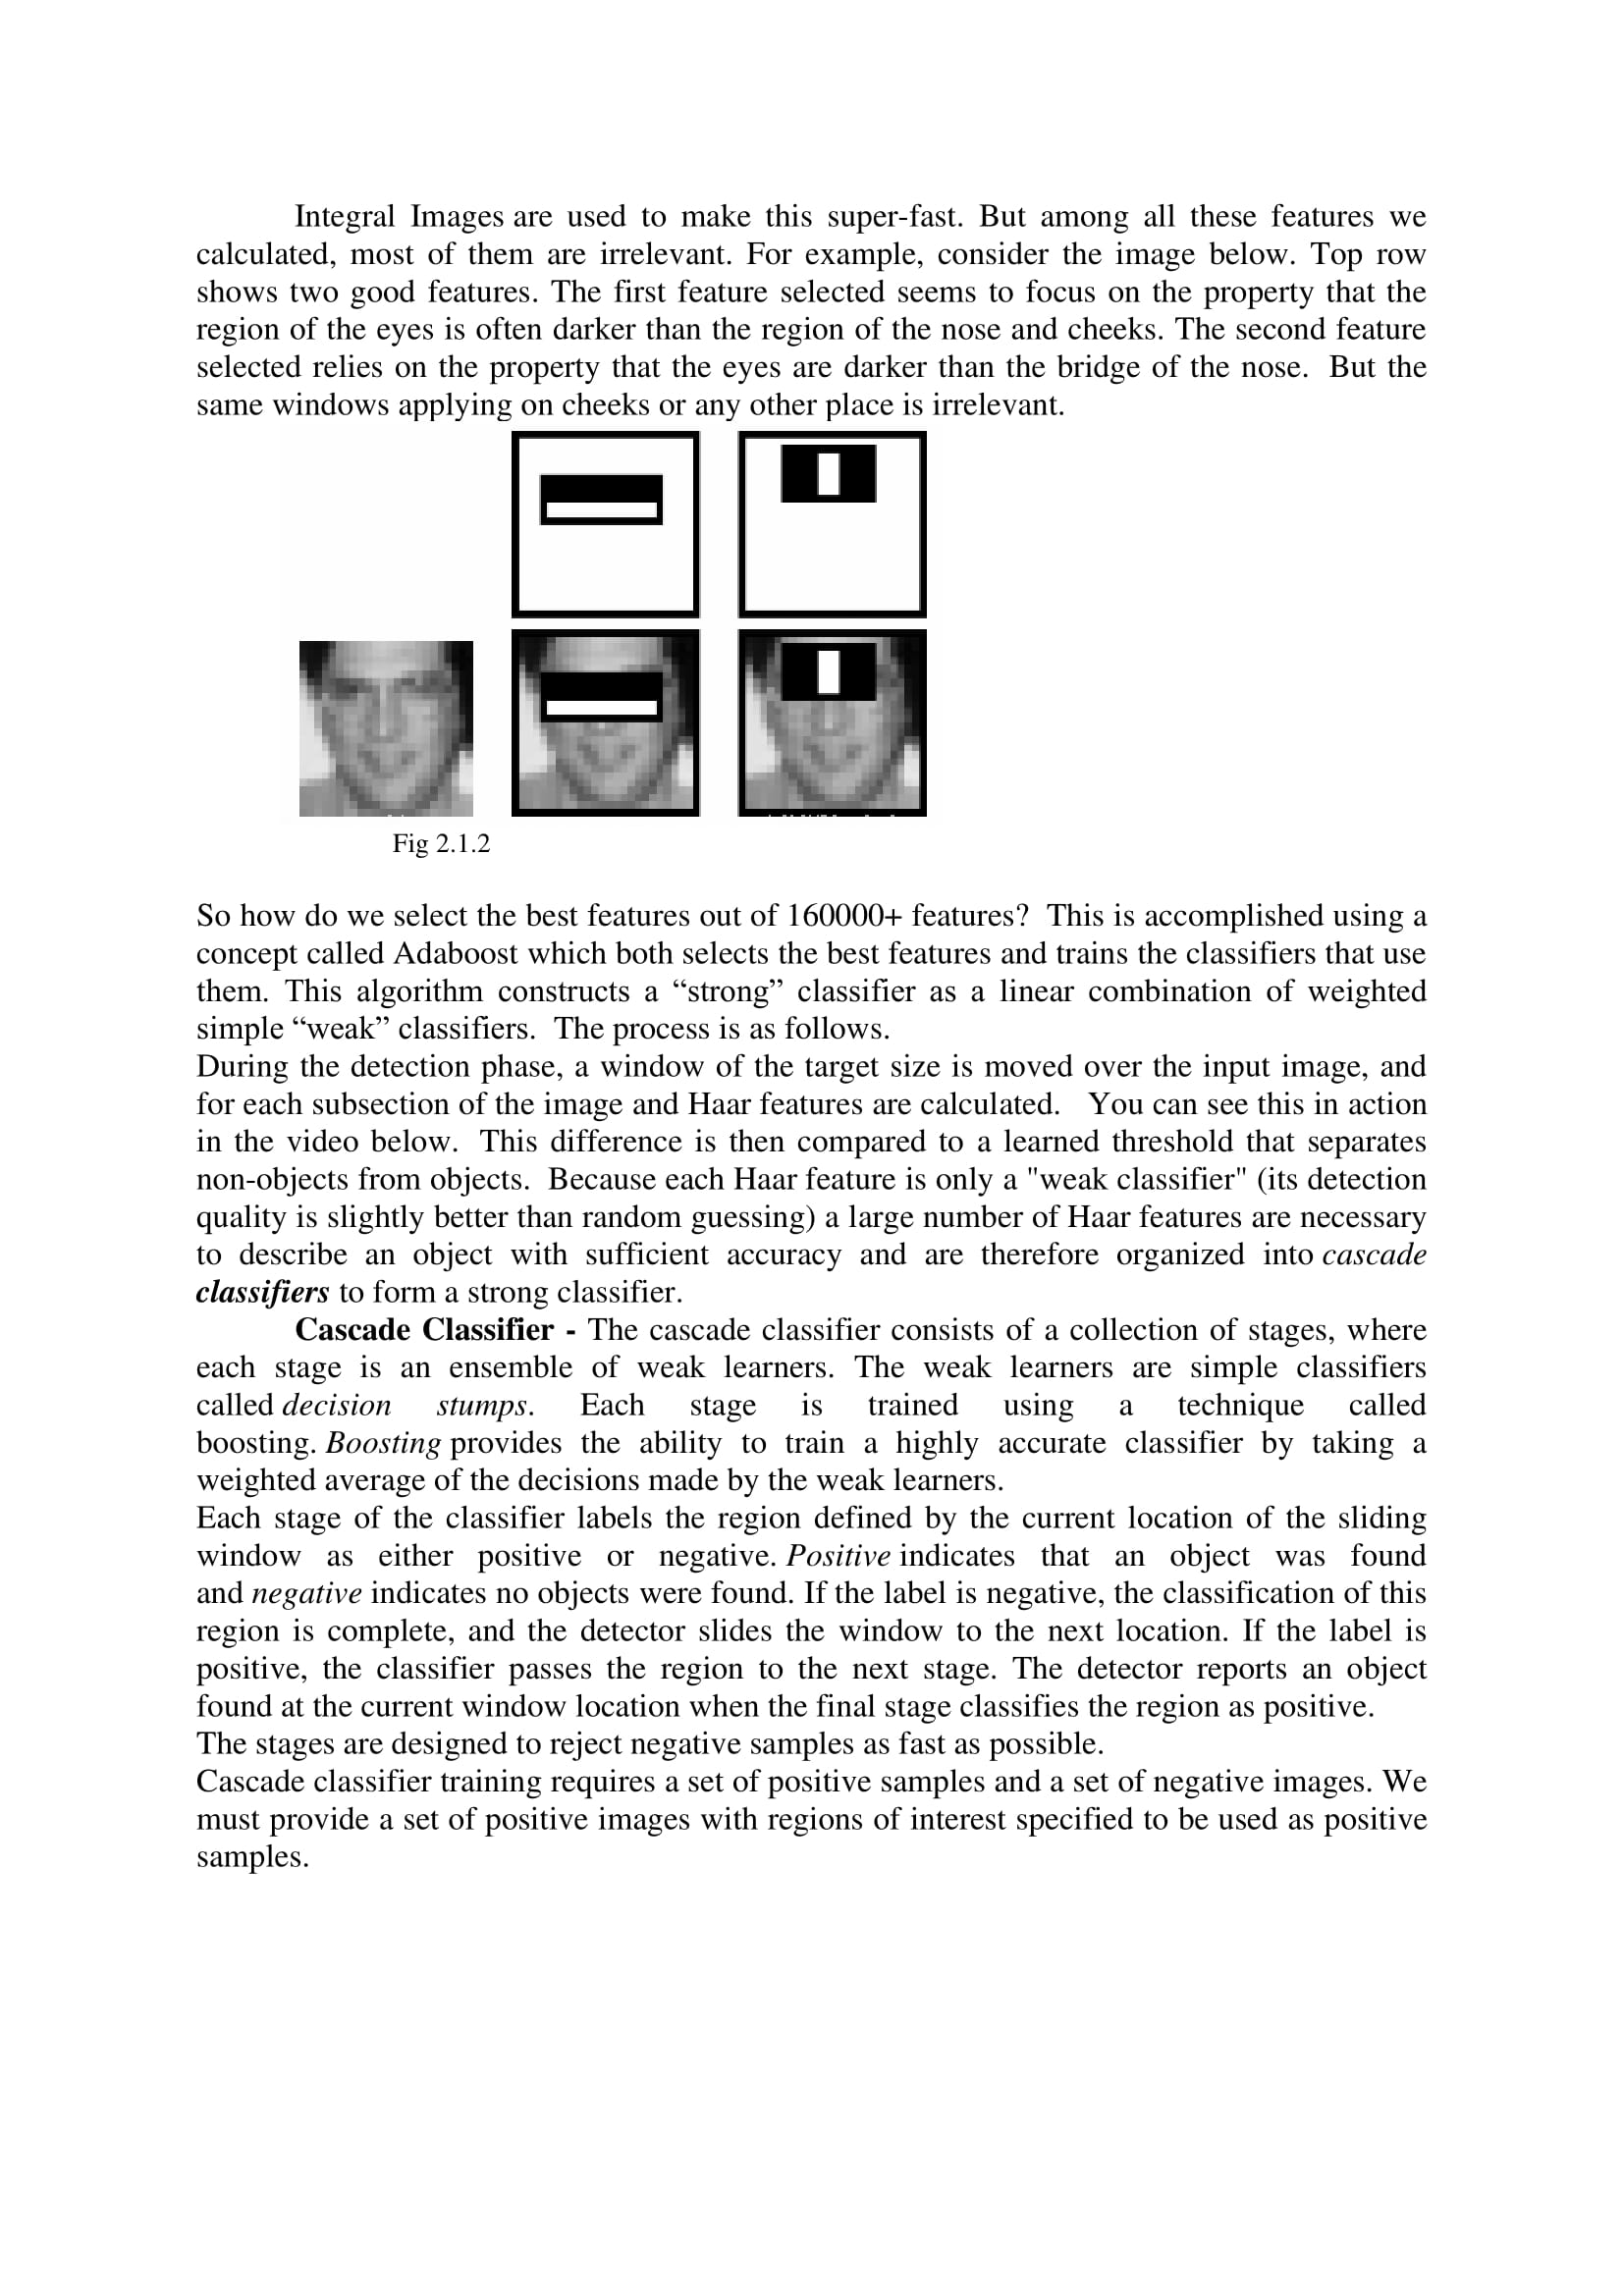 Integral Images are used to make this super-fast. But among all these features we
calculated, most of them are irrelevant. For example, consider the image below. Top row
shows two good features. The first feature selected seems to focus on the property that the
region of the eyes is often darker than the region of the nose and cheeks. The second feature
selected relies on the property that the eyes are darker than the bridge of the nose.  But the
same windows applying on cheeks or any other place is irrelevant.
Fig 2.1.2
So how do we select the best features out of 160000+ features?  This is accomplished using a
concept called Adaboost which both selects the best features and trains the classifiers that use
them. This algorithm constructs a “strong” classifier as a linear combination of weighted
simple “weak” classifiers.  The process is as follows.
During the detection phase, a window of the target size is moved over the input image, and
for each subsection of the image and Haar features are calculated.   You can see this in action
in the video below.  This difference is then compared to a learned threshold that separates
non-objects from objects.  Because each Haar feature is only a "weak classifier" (its detection
quality is slightly better than random guessing) a large number of Haar features are necessary
to describe an object with sufficient accuracy and are therefore organized into cascade
classifiers to form a strong classifier.
Cascade Classifier - The cascade classifier consists of a collection of stages, where
each stage is an ensemble of weak learners. The weak learners are simple classifiers
called decision stumps. Each stage is trained using a technique called
boosting. Boosting provides the ability to train a highly accurate classifier by taking a
weighted average of the decisions made by the weak learners.
Each stage of the classifier labels the region defined by the current location of the sliding
window as either positive or negative. Positive indicates that an object was found
and negative indicates no objects were found. If the label is negative, the classification of this
region is complete, and the detector slides the window to the next location. If the label is
positive, the classifier passes the region to the next stage. The detector reports an object
found at the current window location when the final stage classifies the region as positive.
The stages are designed to reject negative samples as fast as possible.
Cascade classifier training requires a set of positive samples and a set of negative images. We
must provide a set of positive images with regions of interest specified to be used as positive
samples.